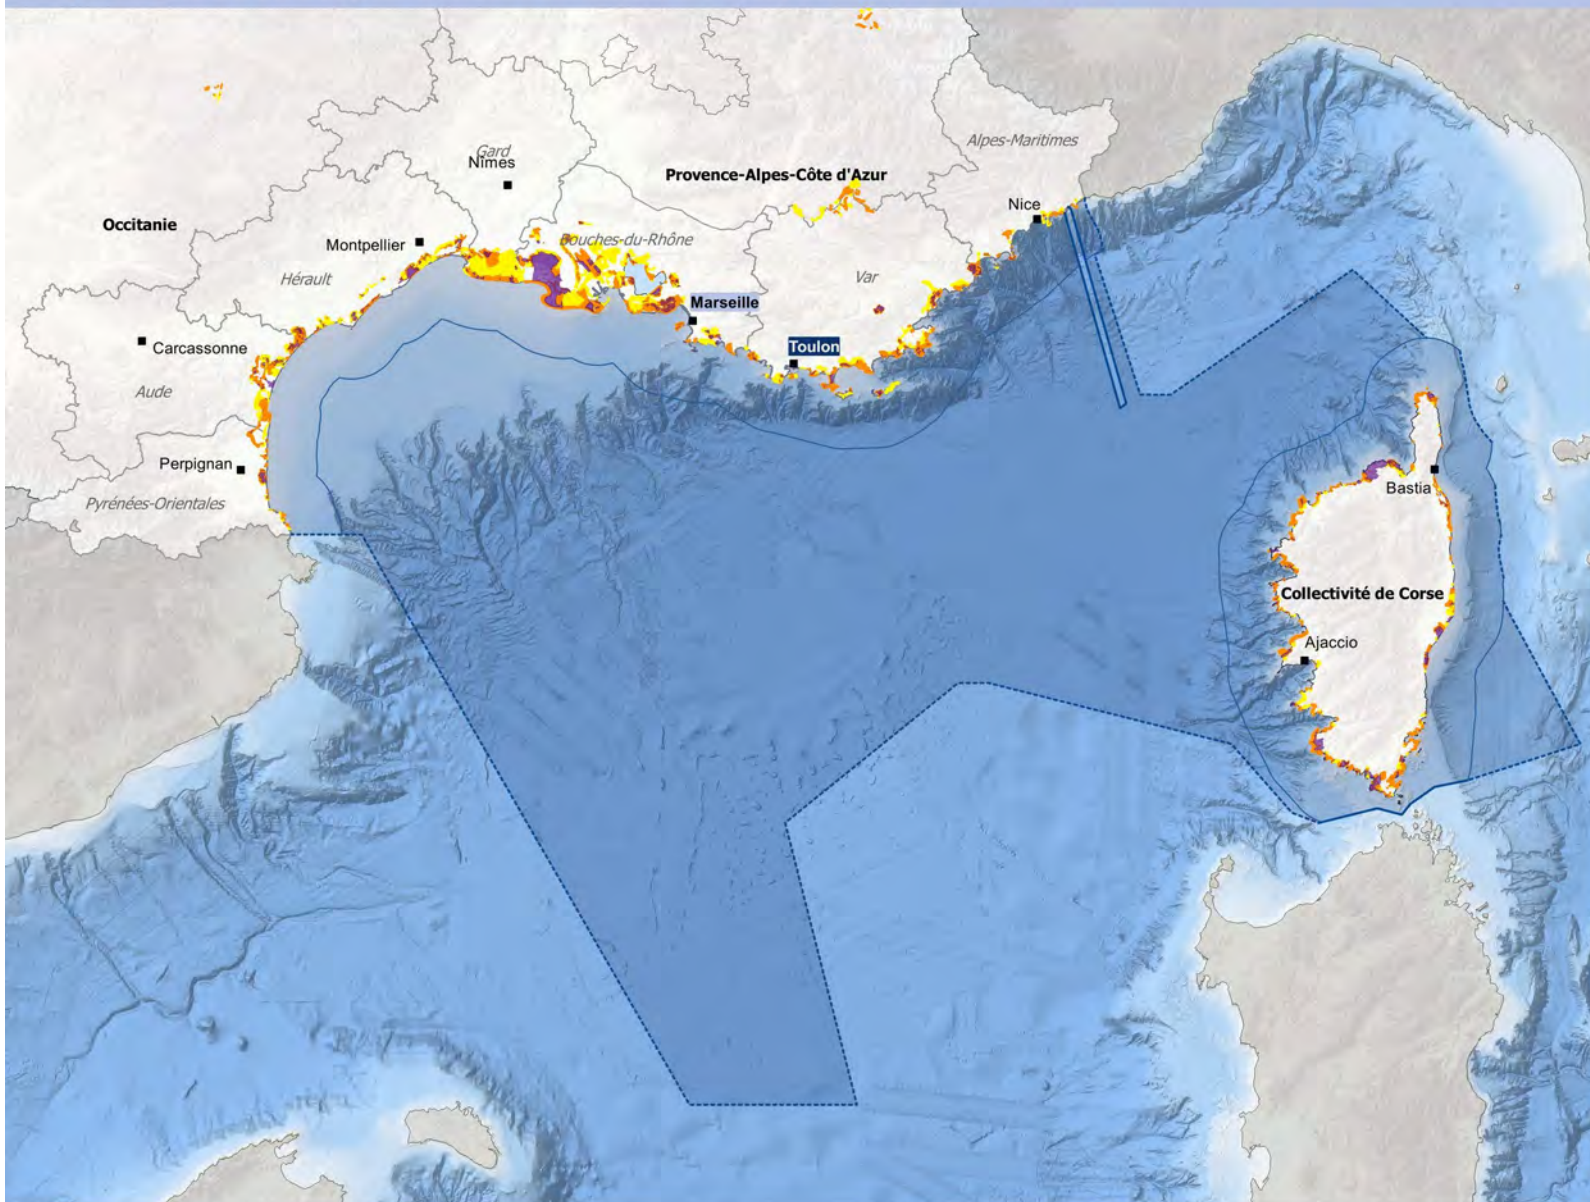 Alpes-Maritimes
Gard
Nîmes
Provence-Alpes-Côte d'Azur
Nice
Occitanie
Montpellier
Bouches-du-Rhône
Hérault
Var
Marseille
Toulon
Carcassonne
Aude
Perpignan
Pyrénées-Orientales
Bastia
Collectivité de Corse
Ajaccio